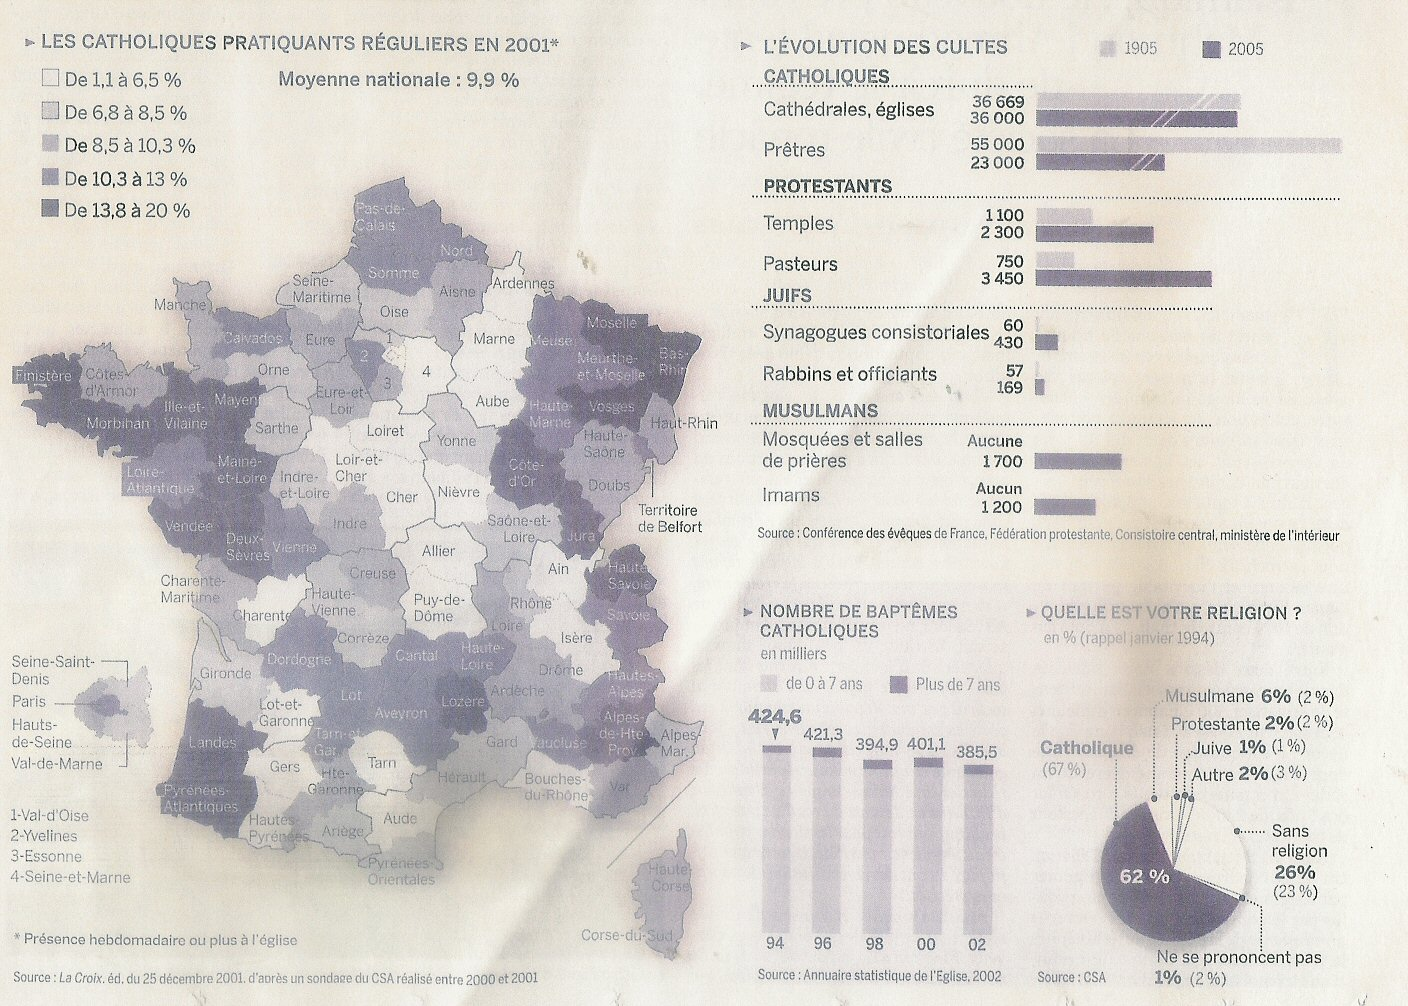 LES CATHOLIQUES PRATIQUANTS RÉGULIERS EN 2001*
De 1,1 à 6,5 %
Moyenne nationale : 9,9 %
De 6,8 à 8,5 %
De 8,5 à 10,3 %
De 10,3 à 13 %
De 13,8 à 20 %
Pas-de-
Calais
Nord
Somme
Seine-
Maritime
Aisne
Ardennes
Oise
Manche
Calvados
Eure
1
2
3
4
Marne
Meuse
Moselle
Meurthe-
et-Moselle
Bas-
Rhin
Finistère
Côtes-
d'Armor
Orne
Eure-et-
Loir
Aube
Haute-
Marne
Vosges
Haut-Rhin
Morbihan
Ille-et-
Vilaine
Mayenne
Sarthe
Loiret
Yonne
Haute-
Saône
Loire-
Atlantique
Maine-
et-Loire
Indre-
et-Loire
Loir-et-
Cher
Cher
Nièvre
Côte-
d'Or
Doubs
Territoire
de Belfort
Vendée
Deux-
Sèvres
Vienne
Indre
Saône-et-
Loire
Jura
Allier
Charente-
Maritime
Charente
Haute-
Vienne
Creuse
Puy-de-
Dôme
Loire
Rhône
Ain
Haute-
Savoie
Savoie
Corrèze
Isère
Gironde
Dordogne
Cantal
Haute-
Loire
Drôme
Hautes-
Alpes
Lot-et-
Garonne
Lot
Aveyron
Lozère
Ardèche
Landes
Tarn-et-
Gar.
Gard
Vaucluse
Alpes-
de-Hte
Prov.
Alpes-
Mar.
Gers
Hte-
Garonne
Tarn
Hérault
Bouches-
du-Rhône
Var
Pyrénées-
Atlantiques
Hautes-
Pyrénées
Ariège
Aude
Pyrénées-
Orientales
Haute-
Corse
Corse-du-Sud
Seine-Saint-
Denis
Paris
Hauts-
de-Seine
Val-de-Marne
1-Val-d'Oise
2-Yvelines
3-Essonne
4-Seine-et-Marne
* Présence hebdomadaire ou plus à l'église
Source : La Croix, éd. du 25 décembre 2001, d'après un sondage du CSA réalisé entre 2000 et 2001
L'ÉVOLUTION DES CULTES
1905
2005
CATHOLIQUES
Cathédrales, églises 36 669
36 000
Prêtres 55 000
23 000
PROTESTANTS
Temples 1 100
2 300
Pasteurs 750
3 450
JUIFS
Synagogues consistoriales 60
430
Rabbins et officiants 57
169
MUSULMANS
Mosquées et salles Aucune
de prières 1 700
Imams Aucun
1 200
Source : Conférence des évêques de France, Fédération protestante, Consistoire central, ministère de l'intérieur
NOMBRE DE BAPTÊMES
CATHOLIQUES
en milliers
de 0 à 7 ans
Plus de 7 ans
424,6
421,3
394,9
401,1
385,5
94
96
98
00
02
Source : Annuaire statistique de l'Eglise, 2002
QUELLE EST VOTRE RELIGION ?
en % (rappel janvier 1994)
Musulmane 6% (2 %)
Protestante 2% (2 %)
Juive 1% (1 %)
Autre 2% (3 %)
Catholique
(67 %)
62 %
Sans
religion
26%
(23 %)
Ne se prononcent pas
1% (2 %)
Source : CSA